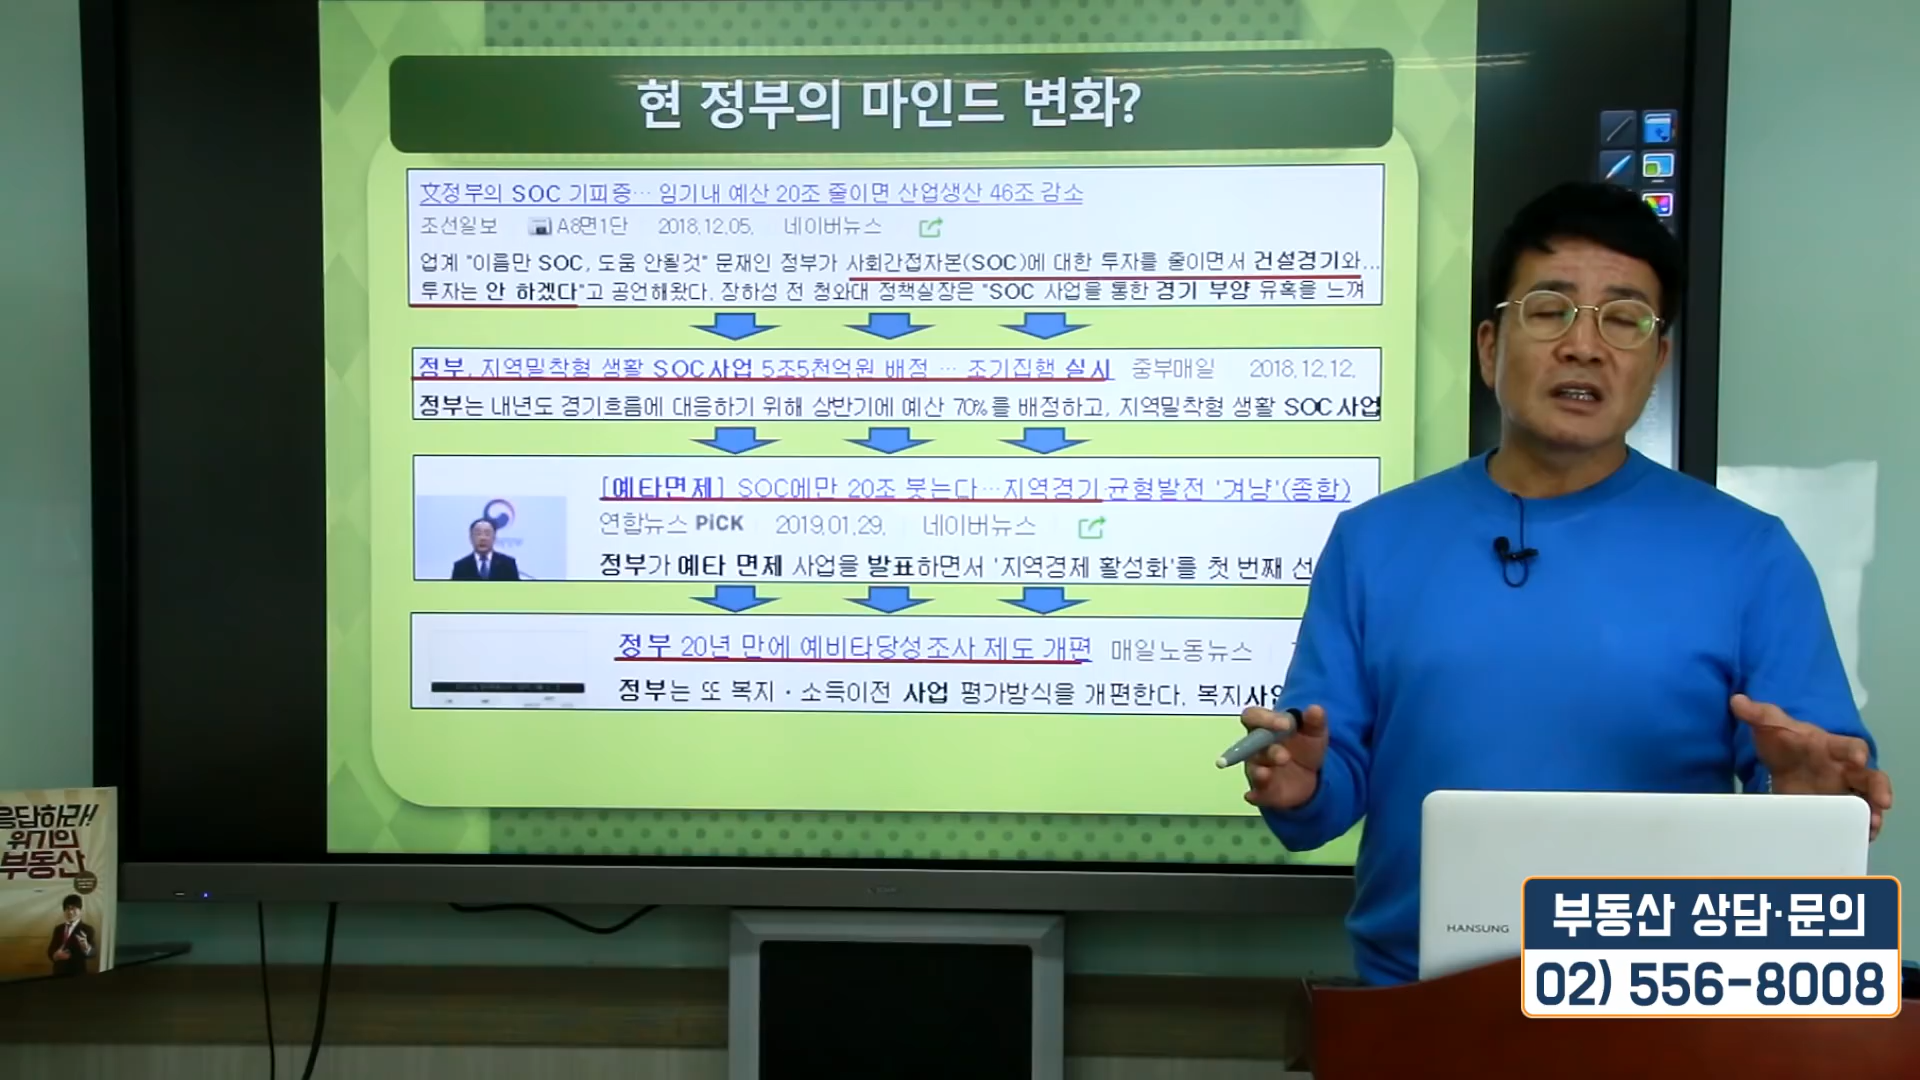 현 정부의 마인드 변화?
文정부의 SOC 기피증… 임기내 예산 20조 줄이면 산업생산 46조 감소
조선일보 A8면1단 2018.12.05. 네이버뉴스
업계 "이름만 SOC, 도움 안될것" 문재인 정부가 사회간접자본(SOC)에 대한 투자를 줄이면서 건설경기와...
투자는 안 하겠다"고 공언해왔다. 장하성 전 청와대 정책실장은 "SOC 사업을 통한 경기 부양 유혹을 느껴
정부, 지역밀착형 생활 SOC사업 5조5천억원 배정 … 조기집행 실시 중부매일 2018.12.12.
정부는 내년도 경기흐름에 대응하기 위해 상반기에 예산 70%를 배정하고, 지역밀착형 생활 SOC사업
[예타면제] SOC에만 20조 붓는다…지역경기·균형발전 '겨냥'(종합)
연합뉴스 PiCK 2019.01.29. 네이버뉴스
정부가 예타 면제 사업을 발표하면서 '지역경제 활성화'를 첫 번째 선
정부 20년 만에 예비타당성조사 제도 개편 매일노동뉴스
정부는 또 복지·소득이전 사업 평가방식을 개편한다. 복지사
응답하라!
위기의
부동산
HANSUNG
부동산 상담·문의
02) 556-8008